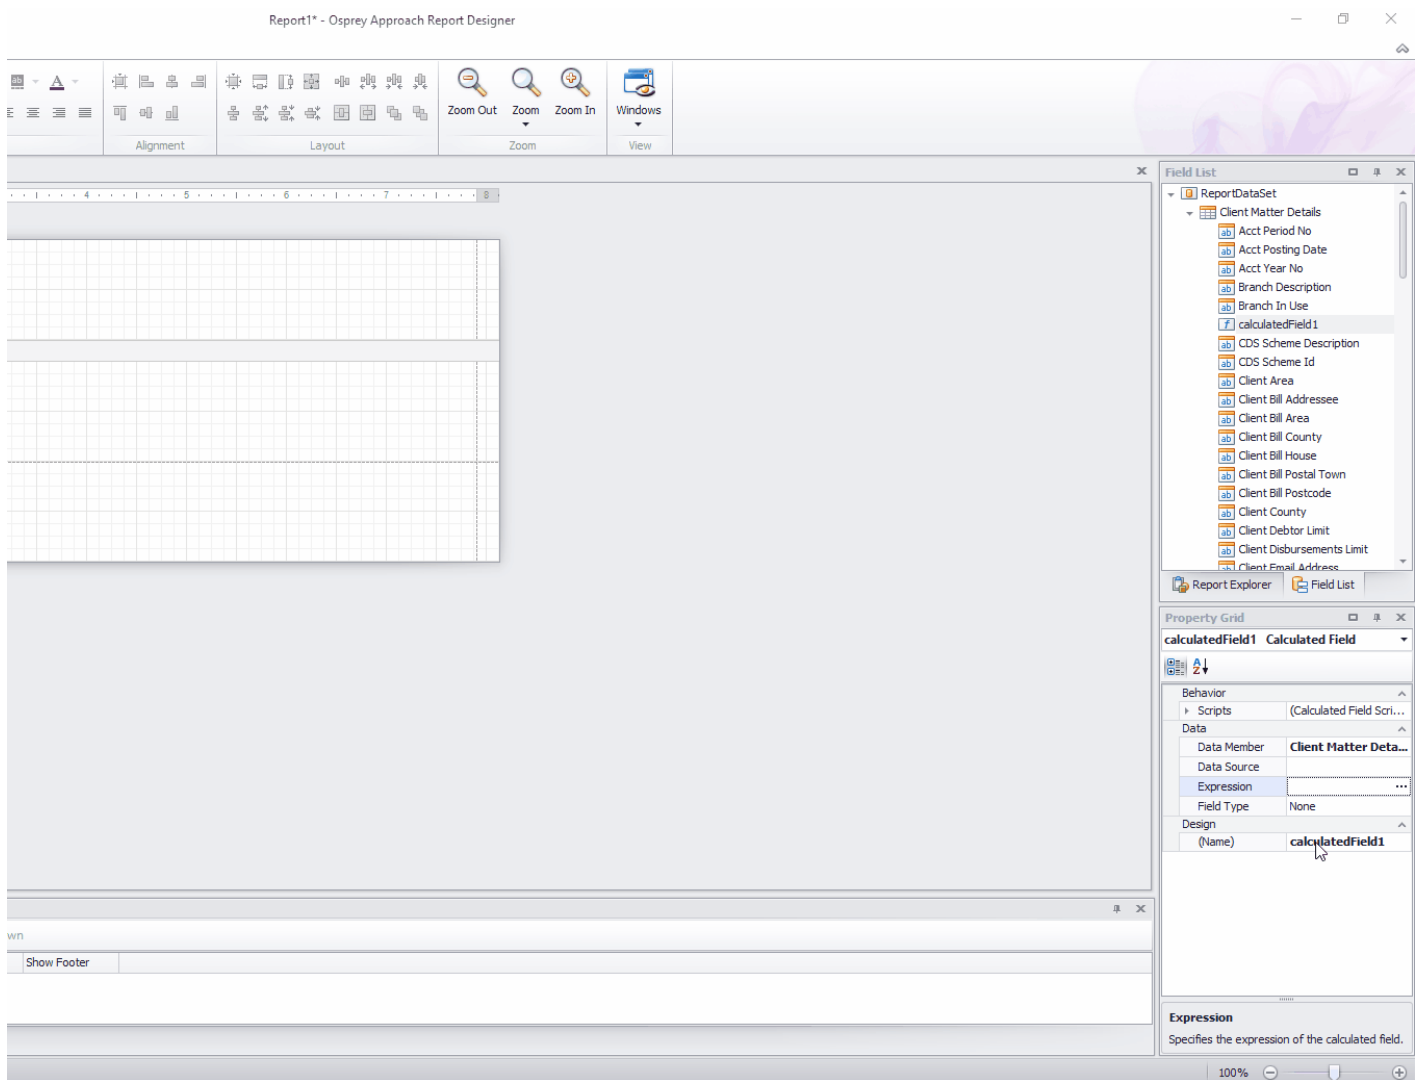 Report1* - Osprey Approach Report Designer
Zoom Out Zoom Zoom In Windows
Alignment Layout Zoom View
4 5 6 7 8
Field List
ReportDataSet
Client Matter Details
Acct Period No
Acct Posting Date
Acct Year No
Branch Description
Branch In Use
calculatedField1
CDS Scheme Description
CDS Scheme Id
Client Area
Client Bill Addressee
Client Bill Area
Client Bill County
Client Bill House
Client Bill Postal Town
Client Bill Postcode
Client County
Client Debtor Limit
Client Disbursements Limit
Client Email Address
Report Explorer Field List
Property Grid
calculatedField1 Calculated Field
Behavior
Scripts (Calculated Field Scri...
Data
Data Member Client Matter Deta...
Data Source
Expression ...
Field Type None
Design
(Name) calculatedField1
wn
Show Footer
Expression
Specifies the expression of the calculated field.
100%